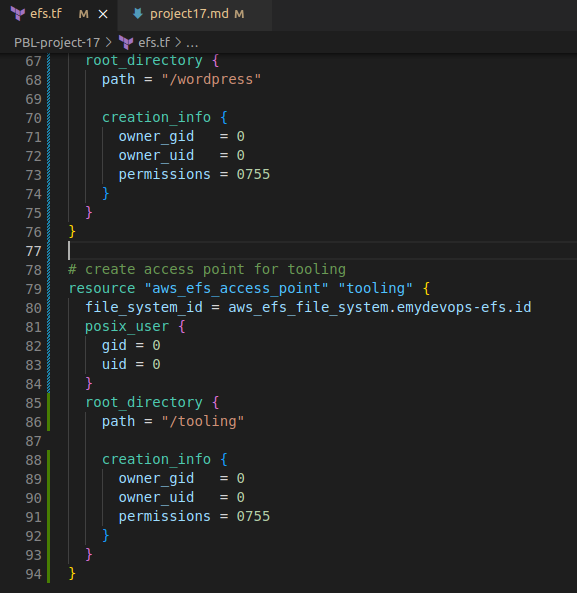 efs.tf M × project17.md M
PBL-project-17 > efs.tf > ...
67 root_directory {
68 path = "/wordpress"
69
70 creation_info {
71 owner_gid = 0
72 owner_uid = 0
73 permissions = 0755
74 }
75 }
76 }
77
78 # create access point for tooling
79 resource "aws_efs_access_point" "tooling" {
80 file_system_id = aws_efs_file_system.emydevops-efs.id
81 posix_user {
82 gid = 0
83 uid = 0
84 }
85 root_directory {
86 path = "/tooling"
87
88 creation_info {
89 owner_gid = 0
90 owner_uid = 0
91 permissions = 0755
92 }
93 }
94 }